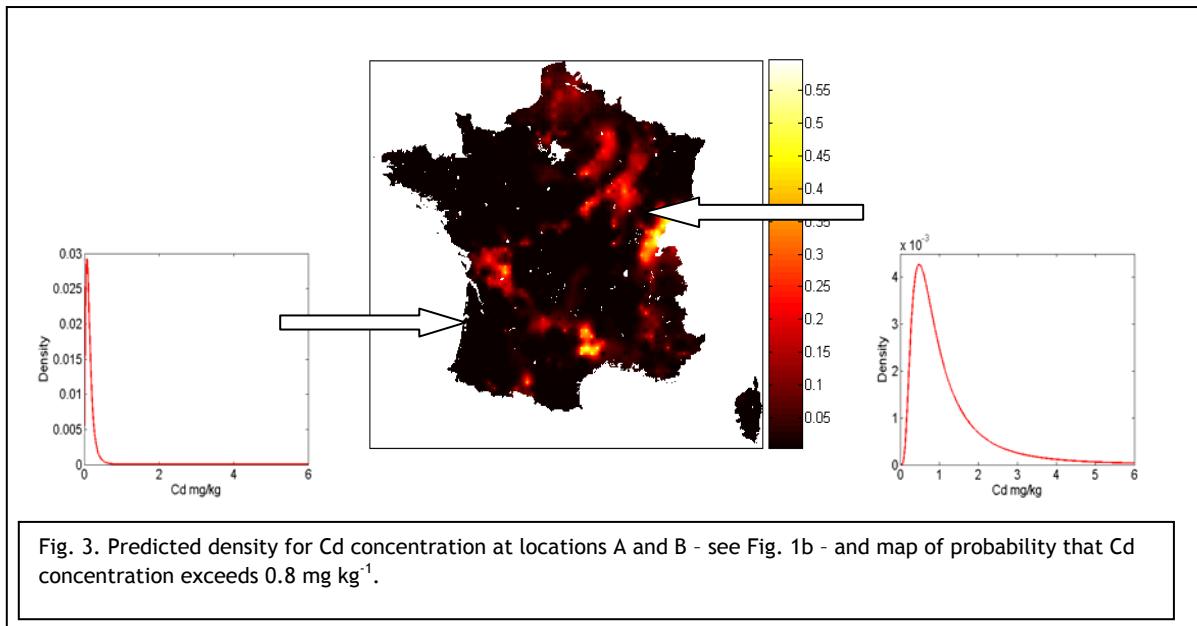 0.55
0.5
0.45
0.4
0.3
0.25
0.2
0.15
0.1
0.05
0.03
0.025
0.02
0.015
0.01
0.005
0
0 2 4 6
Density
Cd mg/kg
x 10-3
4
3
2
1
0
0 1 2 3 4 5 6
Density
Cd mg/kg
Fig. 3. Predicted density for Cd concentration at locations A and B – see Fig. 1b – and map of probability that Cd
concentration exceeds 0.8 mg kg-1.